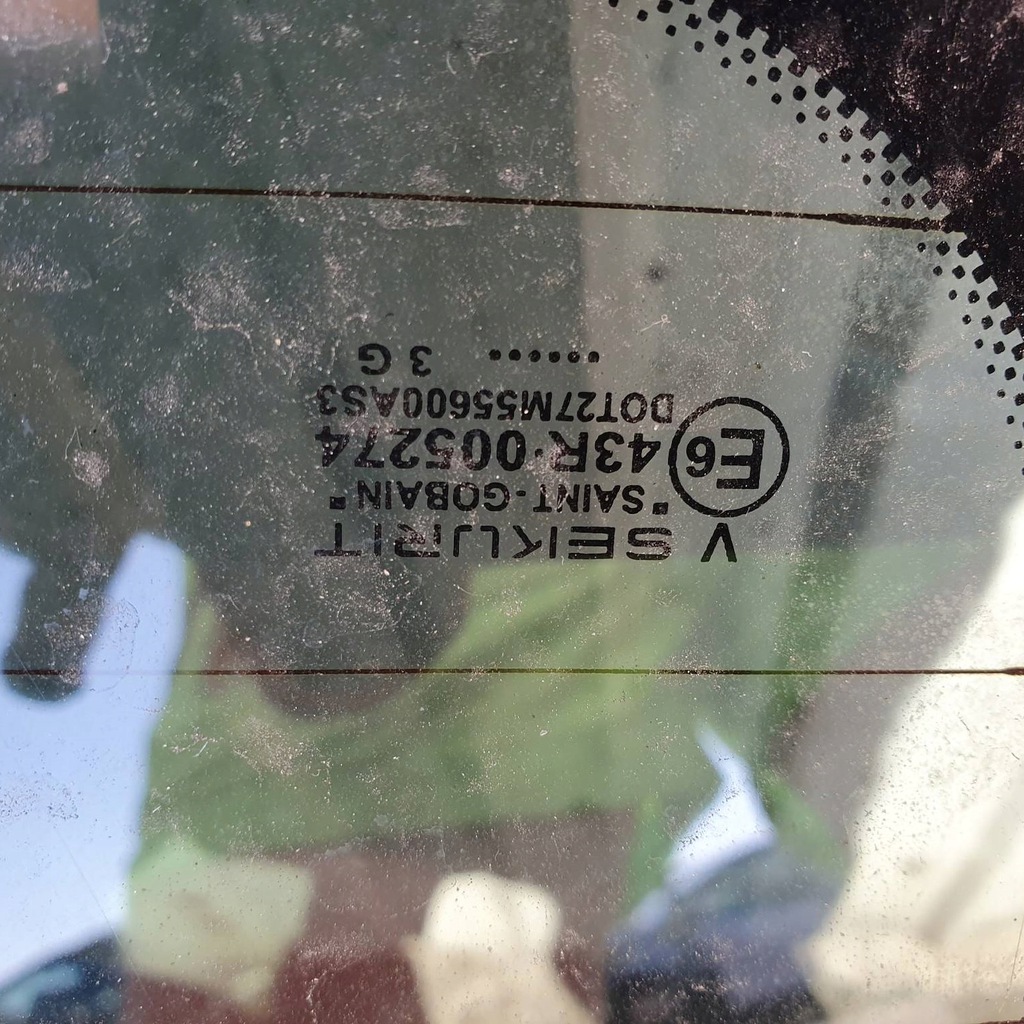 V SEKURIT
"SAINT-GOBAIN"
E6 43R-005274
DOT27M55600AS3
...... 3 G